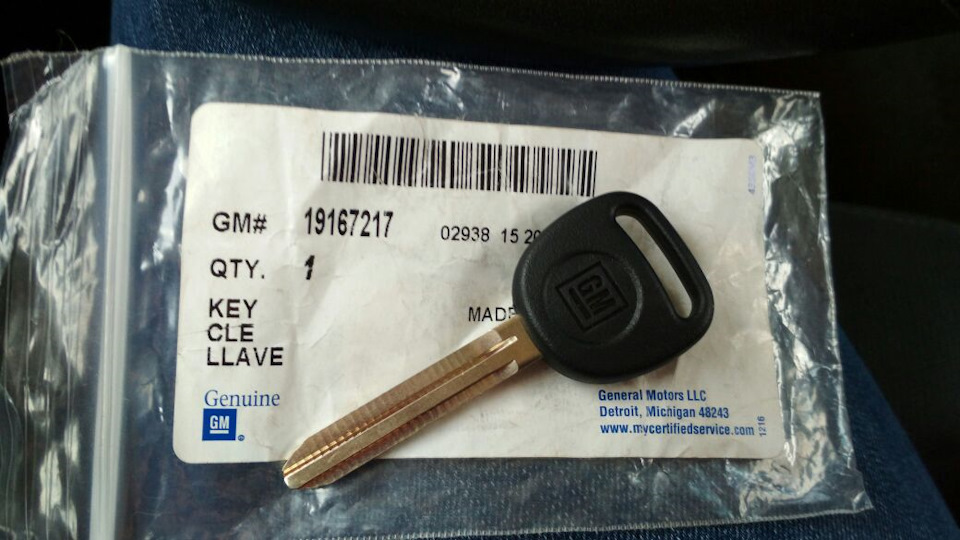 GM# 19167217 02938 15 20
QTY. 1
KEY MADE
CLE
LLAVE
Genuine
GM
GM
General Motors LLC
Detroit, Michigan 48243
www.mycertifiedservice.com
1216